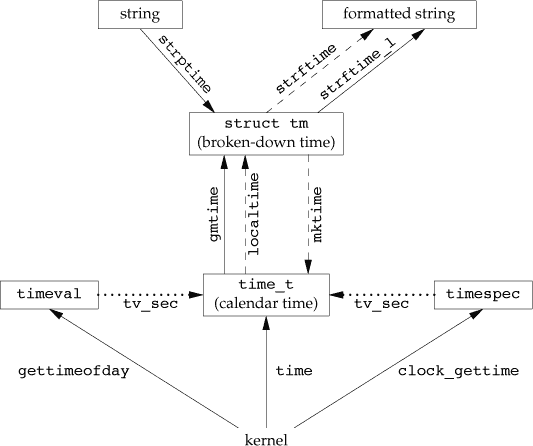 string
formatted string
strptime
strftime
strftime_l
struct tm
(broken-down time)
gmtime
localtime
mktime
timeval
tv_sec
time_t
(calendar time)
tv_sec
timespec
gettimeofday
time
clock_gettime
kernel